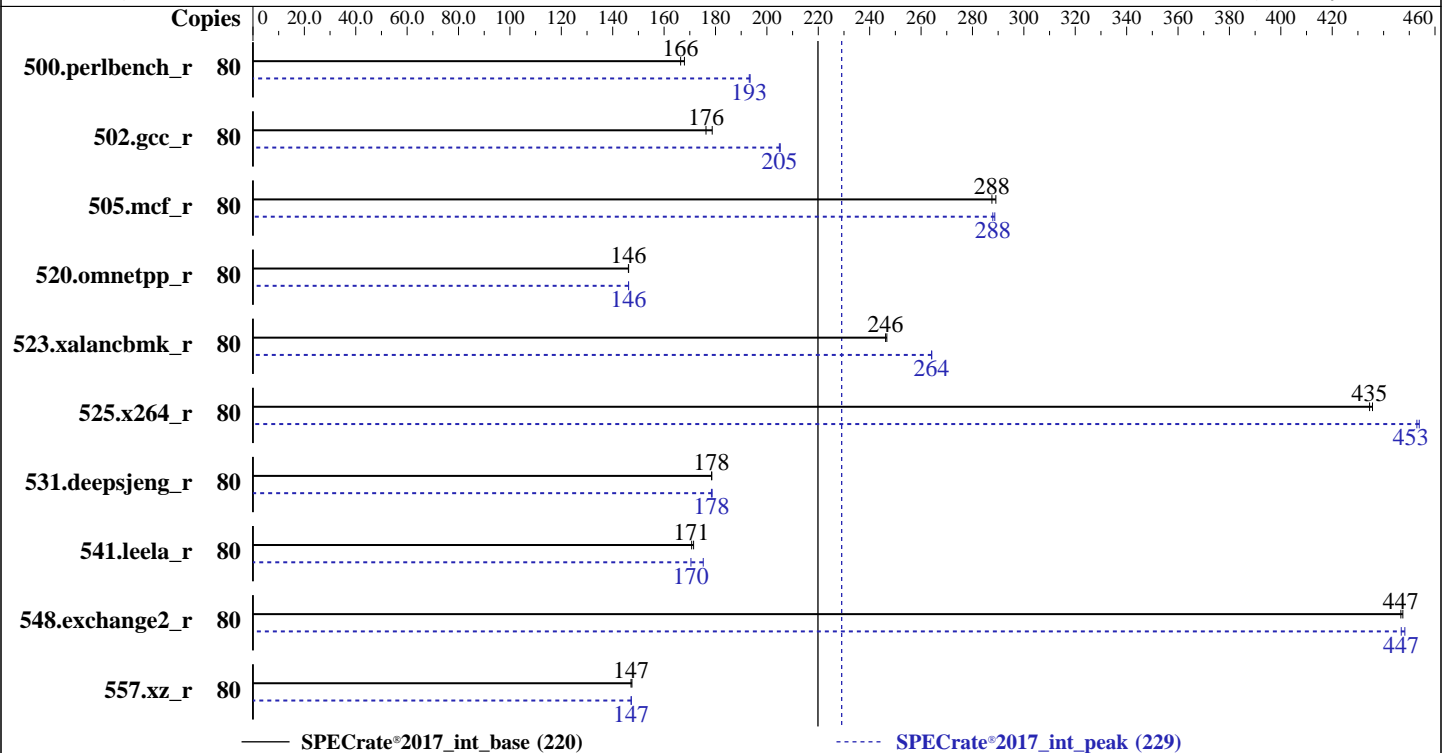 Copies 0 20.0 40.0 60.0 80.0 100 120 140 160 180 200 220 240 260 280 300 320 340 360 380 400 420 460
166
500.perlbench_r 80
193
176
502.gcc_r 80
205
288
505.mcf_r 80
288
146
520.omnetpp_r 80
146
246
523.xalancbmk_r 80
264
435
525.x264_r 80
453
178
531.deepsjeng_r 80
178
171
541.leela_r 80
170
447
548.exchange2_r 80
447
147
557.xz_r 80
147
SPECrate®2017_int_base (220) SPECrate®2017_int_peak (229)